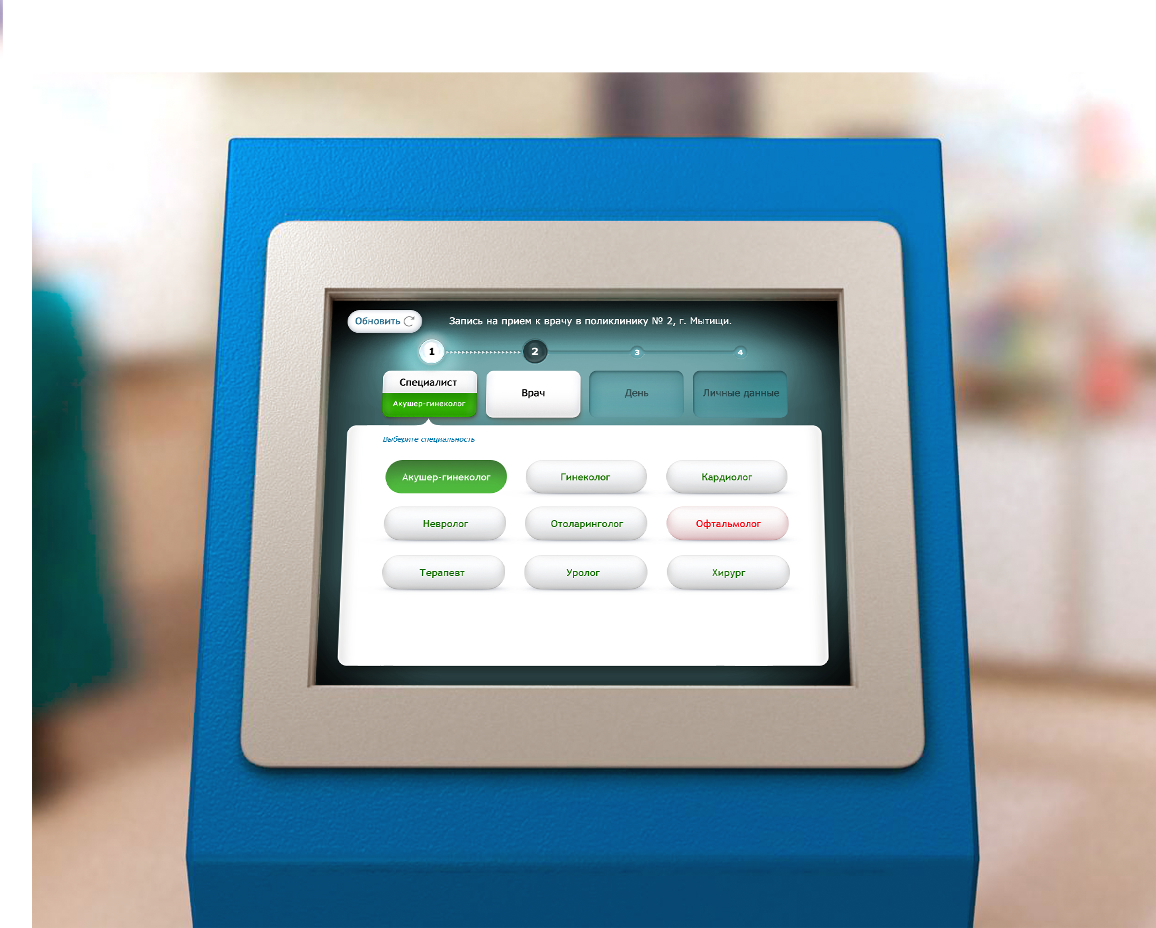 Обновить
Запись на прием к врачу в поликлинику № 2, г. Мытищи.
1 2 3 4
Специалист
Акушер-гинеколог
Врач
День
Личные данные
Выберите специальность
Акушер-гинеколог Гинеколог Кардиолог
Невролог Отоларинголог Офтальмолог
Терапевт Уролог Хирург